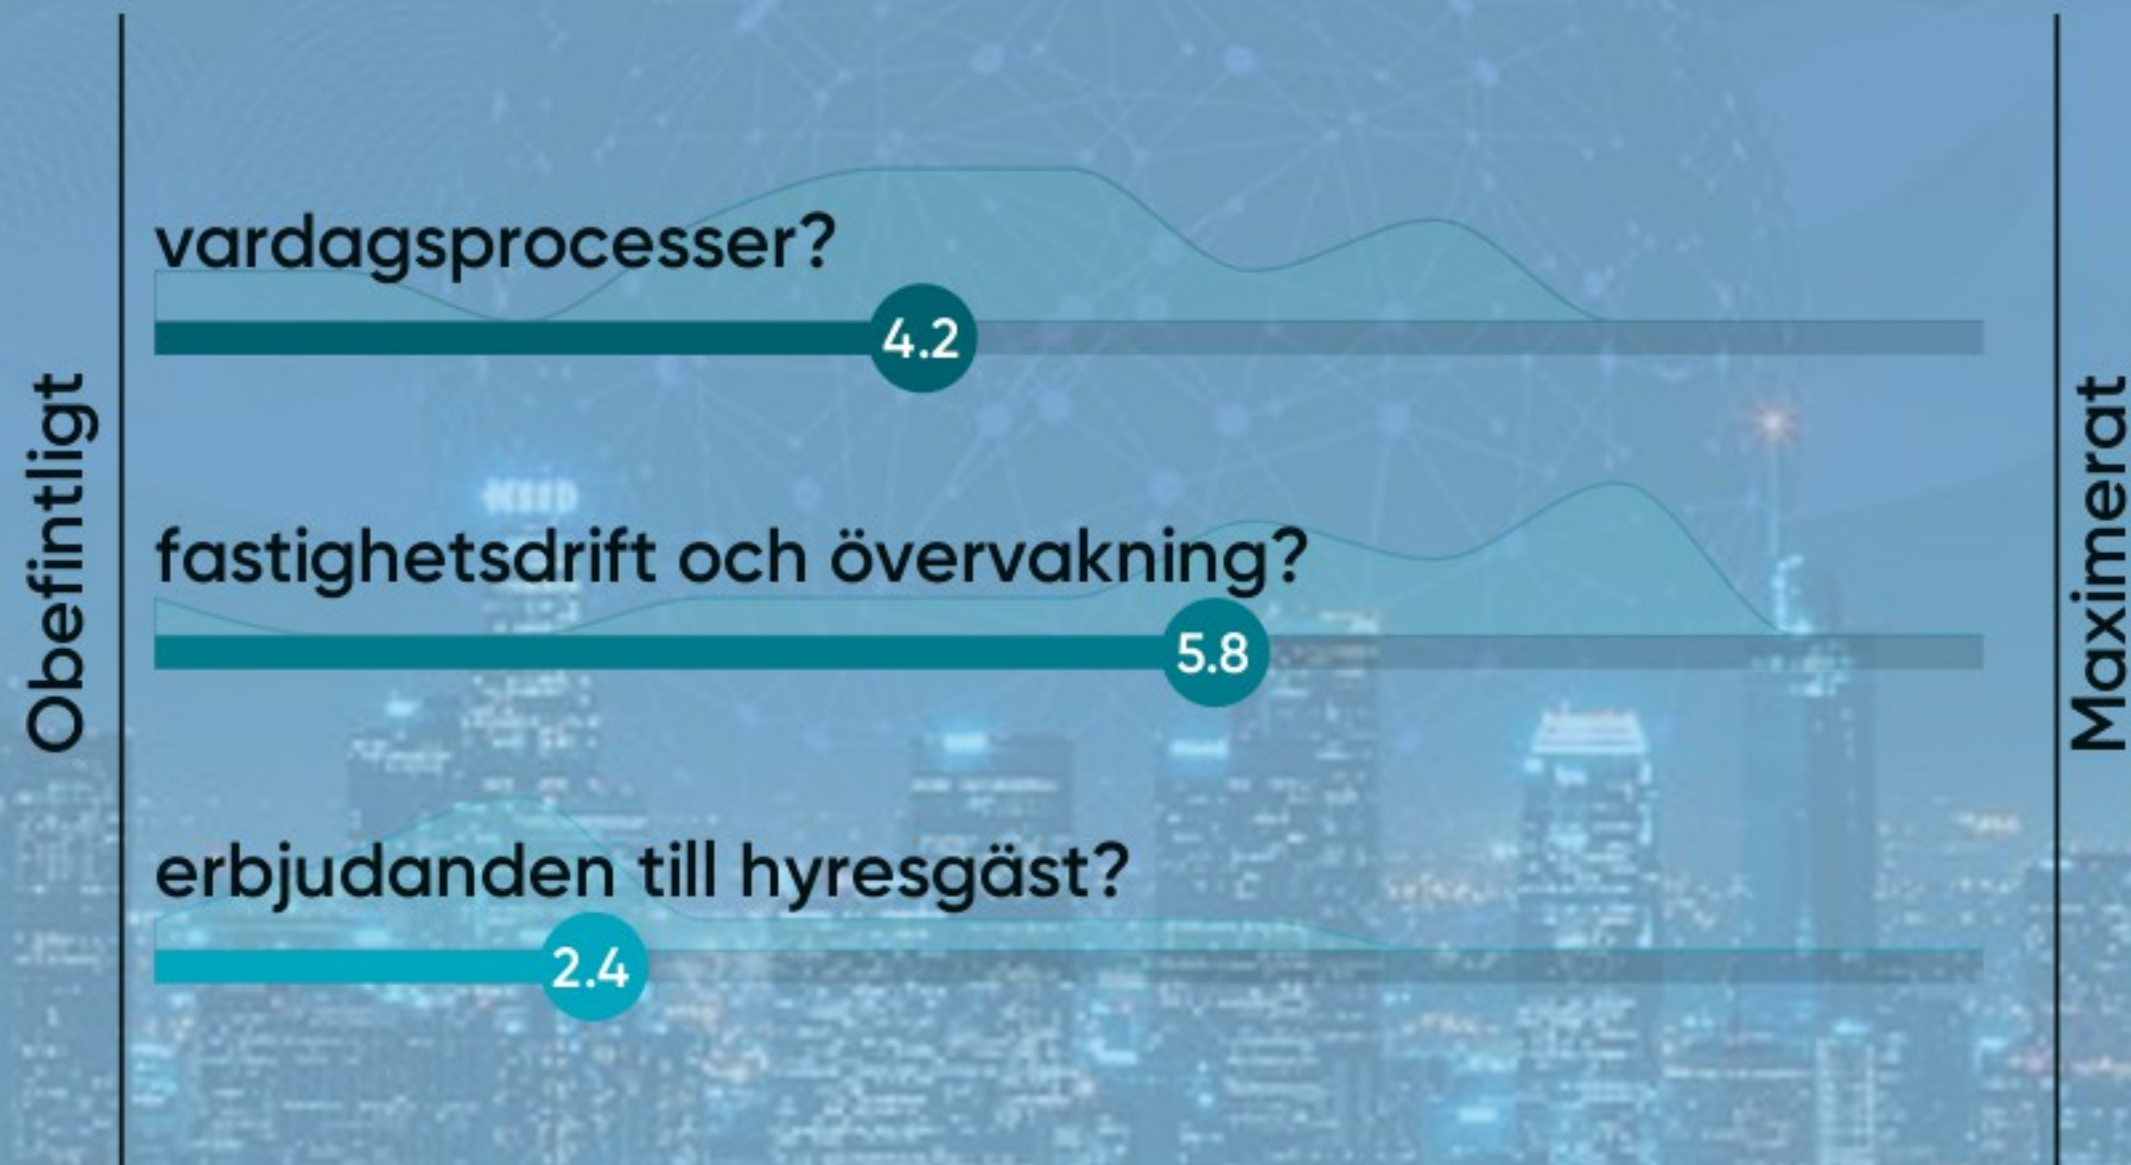 Obefintligt
vardagsprocesser?
4.2
fastighetsdrift och övervakning?
5.8
erbjudanden till hyresgäst?
2.4
Maximerat